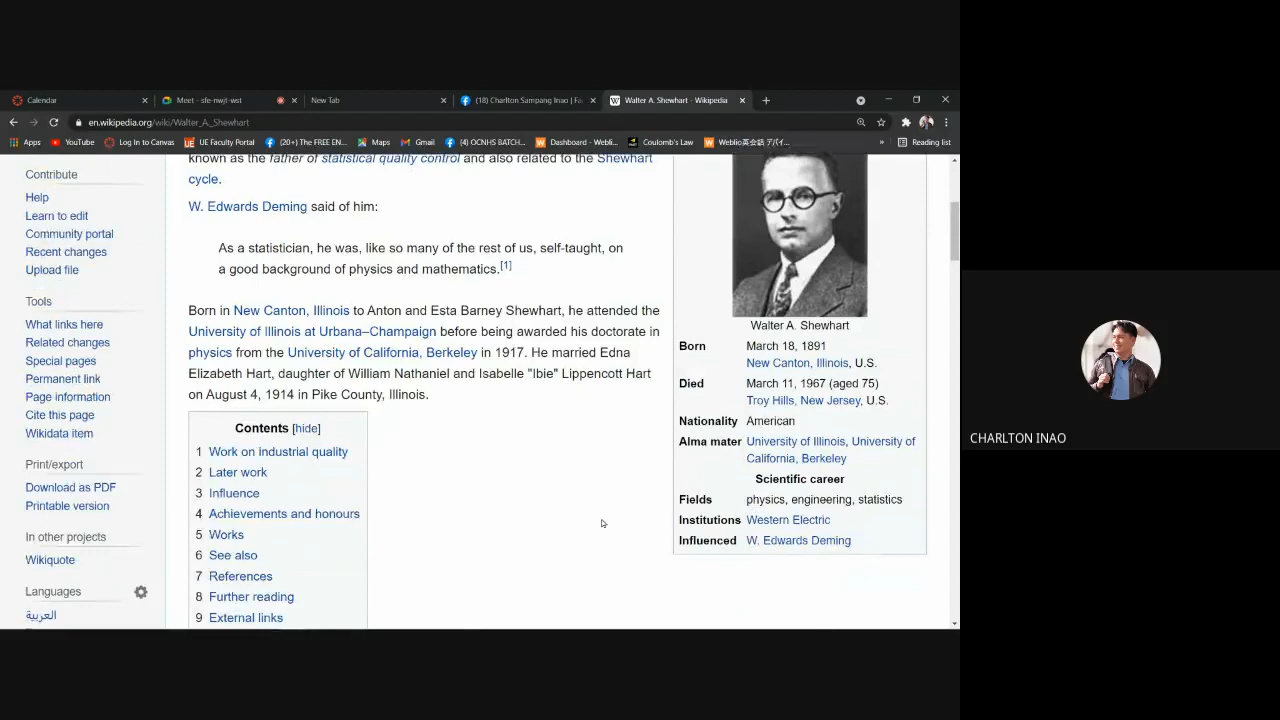 Calendar
Meet - sfe-nwjt-wst
New Tab
(18) Charlton Sampang Inao | Fa
Walter A. Shewhart - Wikipedia
en.wikipedia.org/wiki/Walter_A._Shewhart
Apps
YouTube
Log In to Canvas
UE Faculty Portal
(20+) The FREE EN...
Maps
Gmail
(4) OCNHS BATCH...
Dashboard - Webli...
Coulomb's Law
Weblio英会話 デバイ...
»
Reading list
Contribute
Help
Learn to edit
Community portal
Recent changes
Upload file
Tools
What links here
Related changes
Special pages
Permanent link
Page information
Cite this page
Wikidata item
Print/export
Download as PDF
Printable version
In other projects
Wikiquote
Languages
العربية
known as the father of statistical quality control and also related to the Shewhart
cycle.
W. Edwards Deming said of him:
As a statistician, he was, like so many of the rest of us, self-taught, on
a good background of physics and mathematics.[1]
Born in New Canton, Illinois to Anton and Esta Barney Shewhart, he attended the
University of Illinois at Urbana–Champaign before being awarded his doctorate in
physics from the University of California, Berkeley in 1917. He married Edna
Elizabeth Hart, daughter of William Nathaniel and Isabelle "Ibie" Lippencott Hart
on August 4, 1914 in Pike County, Illinois.
Contents [hide]
1 Work on industrial quality
2 Later work
3 Influence
4 Achievements and honours
5 Works
6 See also
7 References
8 Further reading
9 External links
Walter A. Shewhart
Born March 18, 1891
New Canton, Illinois, U.S.
Died March 11, 1967 (aged 75)
Troy Hills, New Jersey, U.S.
Nationality American
Alma mater University of Illinois, University of
California, Berkeley
Scientific career
Fields physics, engineering, statistics
Institutions Western Electric
Influenced W. Edwards Deming
CHARLTON INAO